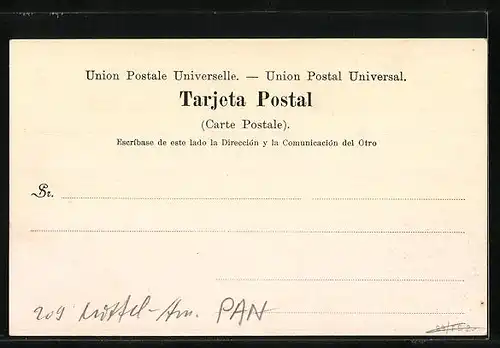 Union Postale Universelle. — Union Postal Universal.
Tarjeta Postal
(Carte Postale).
Escríbase de este lado la Dirección y la Comunicación del Otro
Sr.
209 Mittel-Am. PAN